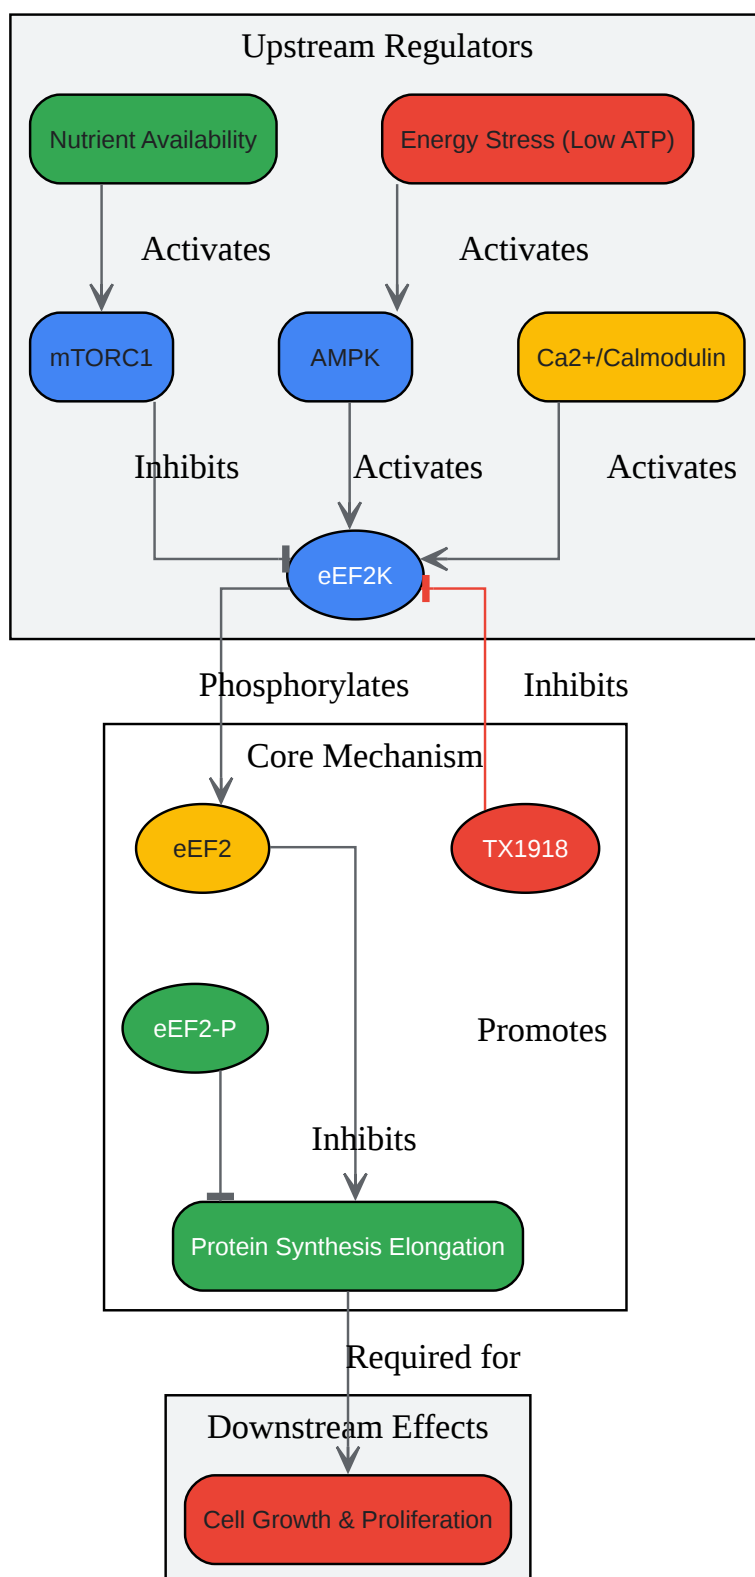 Upstream Regulators
Nutrient Availability
Energy Stress (Low ATP)
Activates
Activates
mTORC1
AMPK
Ca2+/Calmodulin
Inhibits
Activates
Activates
eEF2K
Phosphorylates
Inhibits
Core Mechanism
eEF2
TX1918
eEF2-P
Promotes
Inhibits
Protein Synthesis Elongation
Required for
Downstream Effects
Cell Growth & Proliferation